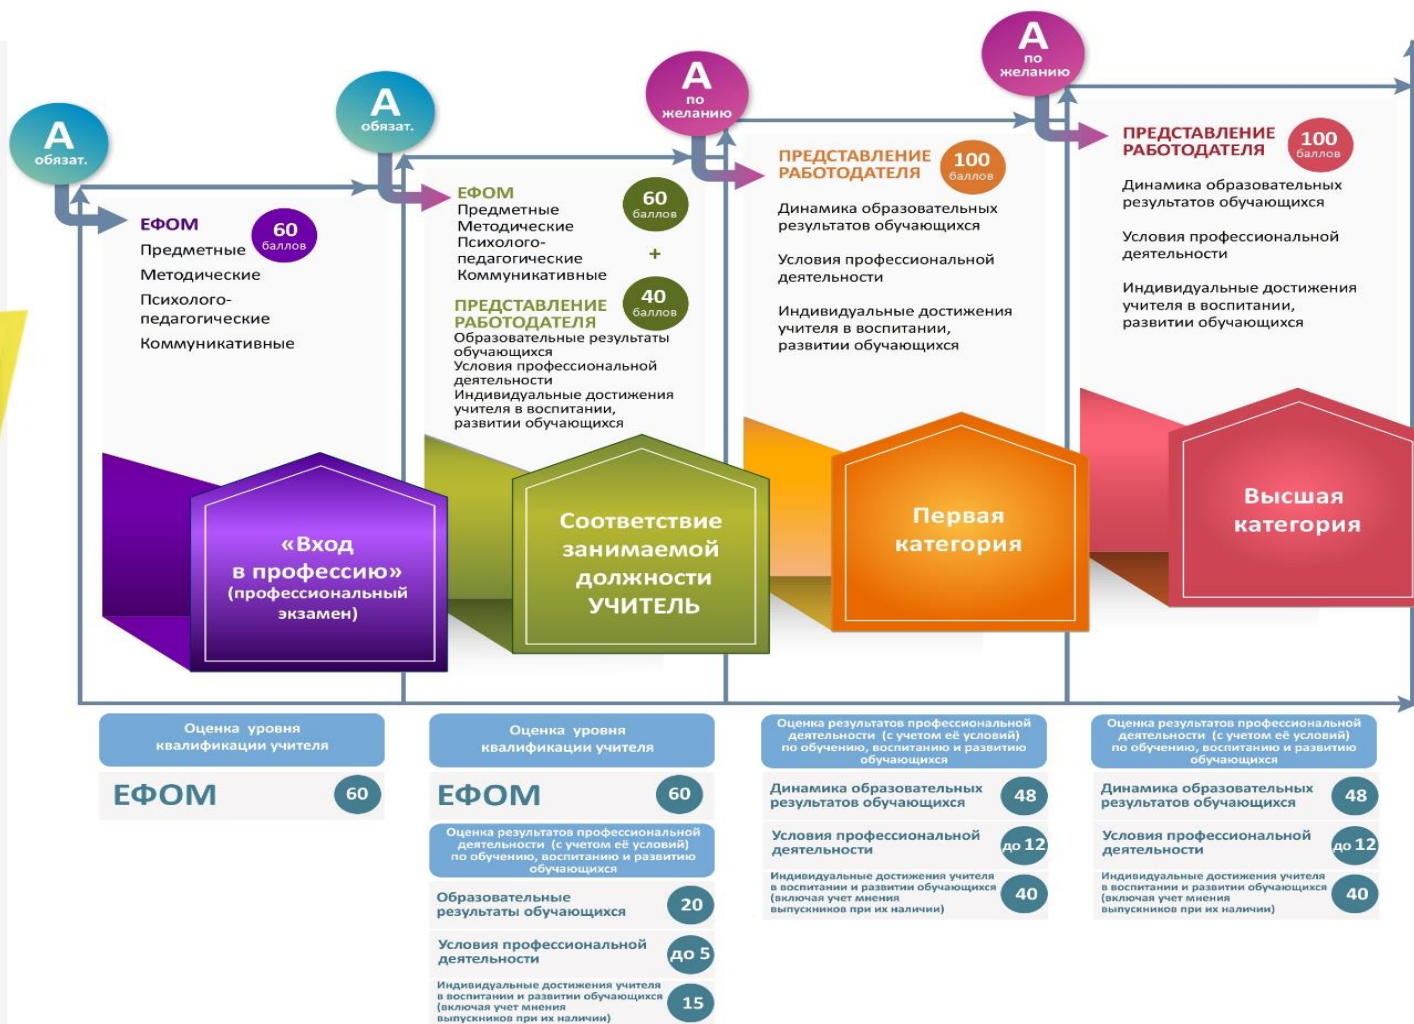 А
обязат.
ЕФОМ
60
баллов
Предметные
Методические
Психолого-
педагогические
Коммуникативные
«Вход
в профессию»
(профессиональный
экзамен)
Оценка уровня
квалификации учителя
ЕФОМ
60
А
обязат.
ЕФОМ
Предметные
Методические
Психолого-
педагогические
Коммуникативные
60
баллов
+
40
баллов
ПРЕДСТАВЛЕНИЕ
РАБОТОДАТЕЛЯ
Образовательные результаты
обучающихся
Условия профессиональной
деятельности
Индивидуальные достижения
учителя в воспитании,
развитии обучающихся
Соответствие
занимаемой
должности
УЧИТЕЛЬ
Оценка уровня
квалификации учителя
ЕФОМ
60
Оценка результатов профессиональной
деятельности (с учетом её условий)
по обучению, воспитанию и развитию
обучающихся
Образовательные
результаты обучающихся
20
Условия профессиональной
деятельности
до 5
Индивидуальные достижения учителя
в воспитании и развитии обучающихся
(включая учет мнения
выпускников при их наличии)
15
А
по
желанию
ПРЕДСТАВЛЕНИЕ
РАБОТОДАТЕЛЯ
100
баллов
Динамика образовательных
результатов обучающихся
Условия профессиональной
деятельности
Индивидуальные достижения
учителя в воспитании,
развитии обучающихся
Первая
категория
Оценка результатов профессиональной
деятельности (с учетом её условий)
по обучению, воспитанию и развитию
обучающихся
Динамика образовательных
результатов обучающихся
48
Условия профессиональной
деятельности
до 12
Индивидуальные достижения учителя
в воспитании и развитии обучающихся
(включая учет мнения
выпускников при их наличии)
40
А
по
желанию
ПРЕДСТАВЛЕНИЕ
РАБОТОДАТЕЛЯ
100
баллов
Динамика образовательных
результатов обучающихся
Условия профессиональной
деятельности
Индивидуальные достижения
учителя в воспитании,
развитии обучающихся
Высшая
категория
Оценка результатов профессиональной
деятельности (с учетом её условий)
по обучению, воспитанию и развитию
обучающихся
Динамика образовательных
результатов обучающихся
48
Условия профессиональной
деятельности
до 12
Индивидуальные достижения учителя
в воспитании и развитии обучающихся
(включая учет мнения
выпускников при их наличии)
40